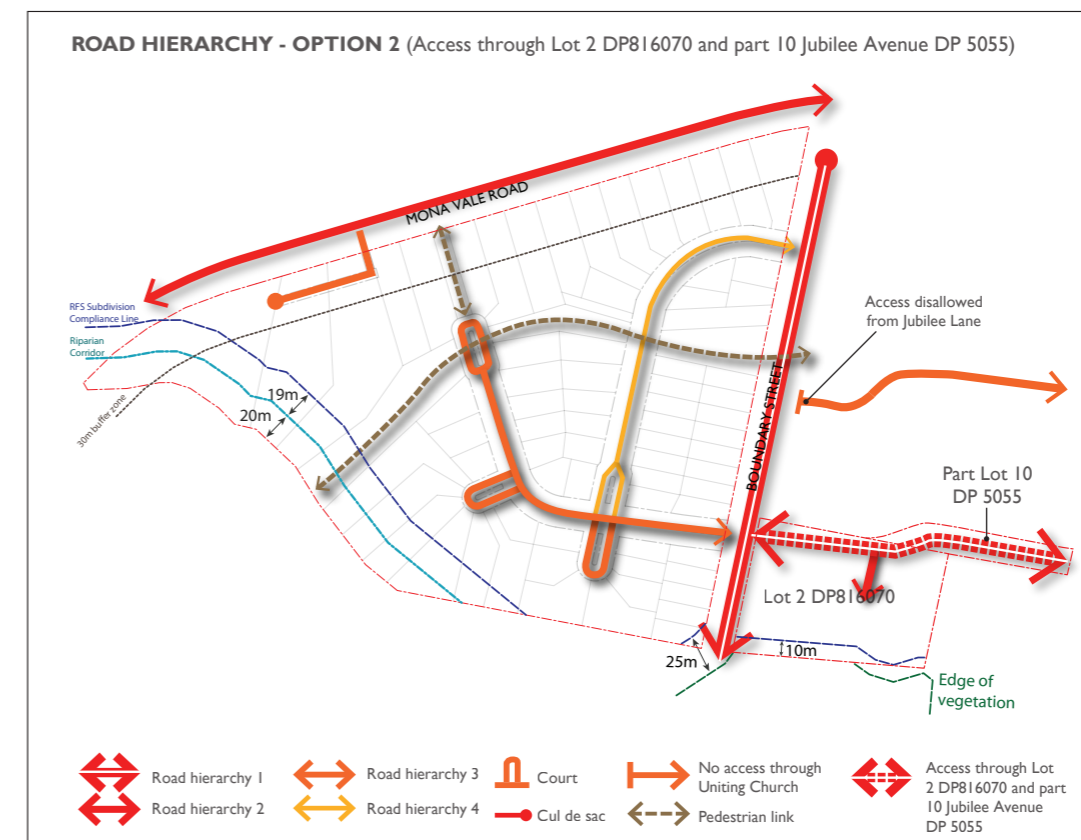 ROAD HIERARCHY - OPTION 2 (Access through Lot 2 DP816070 and part 10 Jubilee Avenue DP 5055)
MONA VALE ROAD
RFS Subdivision
Compliance Line
Riparian
Corridor
30m buffer zone
19m
20m
BOUNDARY STREET
Access disallowed
from Jubilee Lane
Part Lot 10
DP 5055
Lot 2 DP816070
25m
10m
Edge of
vegetation
Road hierarchy 1
Road hierarchy 2
Road hierarchy 3
Road hierarchy 4
Court
Cul de sac
No access through
Uniting Church
Pedestrian link
Access through Lot
2 DP816070 and part
10 Jubilee Avenue
DP 5055